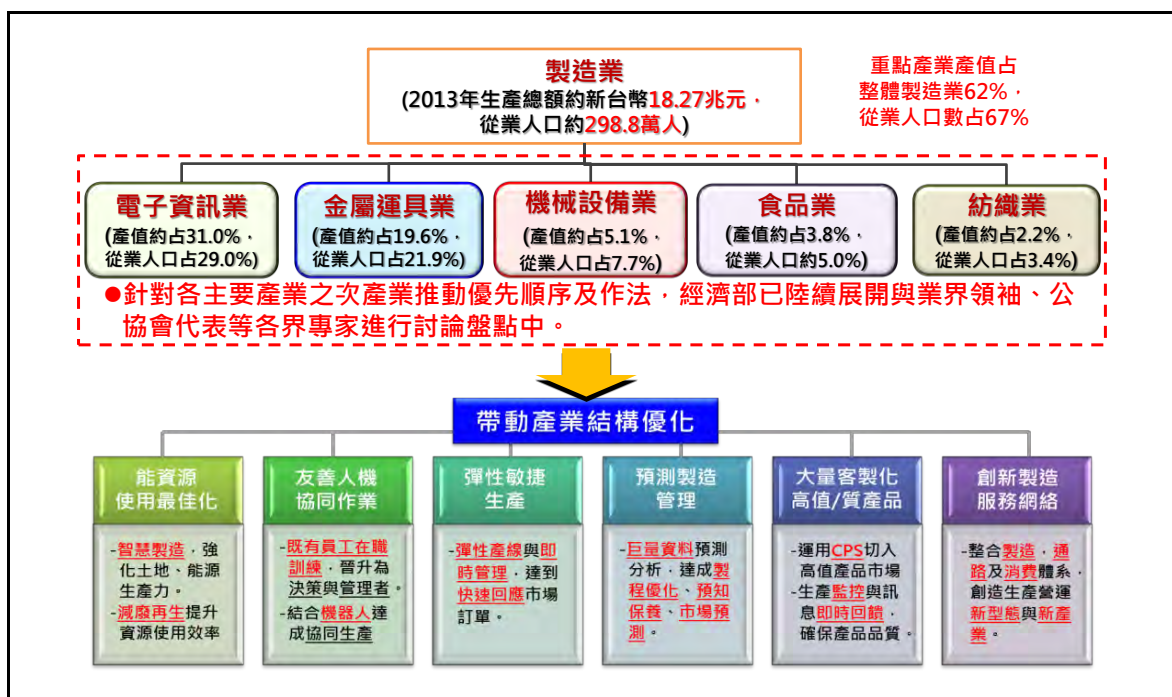 製造業
(2013年生產總額約新台幣18.27兆元，
從業人口約298.8萬人)
重點產業產值占
整體製造業62%，
從業人口數占67%
電子資訊業
(產值約占31.0%，
從業人口占29.0%)
金屬運具業
(產值約占19.6%，
從業人口占21.9%)
機械設備業
(產值約占5.1%，
從業人口占7.7%)
食品業
(產值約占3.8%，
從業人口約5.0%)
紡織業
(產值約占2.2%，
從業人口占3.4%)
●針對各主要產業之次產業推動優先順序及作法，經濟部已陸續展開與業界領袖、公
協會代表等各界專家進行討論盤點中。
帶動產業結構優化
能資源
使用最佳化
-智慧製造，強
化土地、能源
生產力。
-減廢再生提升
資源使用效率
友善人機
協同作業
-既有員工在職
訓練，晉升為
決策與管理者。
-結合機器人達
成協同生產
彈性敏捷
生產
-彈性產線與即
時管理，達到
快速回應市場
訂單。
預測製造
管理
-巨量資料預測
分析，達成製
程優化、預知
保養、市場預
測。
大量客製化
高值/質產品
-運用CPS切入
高值產品市場
-生產監控與訊
息即時回饋，
確保產品品質。
創新製造
服務網絡
-整合製造，通
路及消費體系，
創造生產營運
新型態與新產
業。